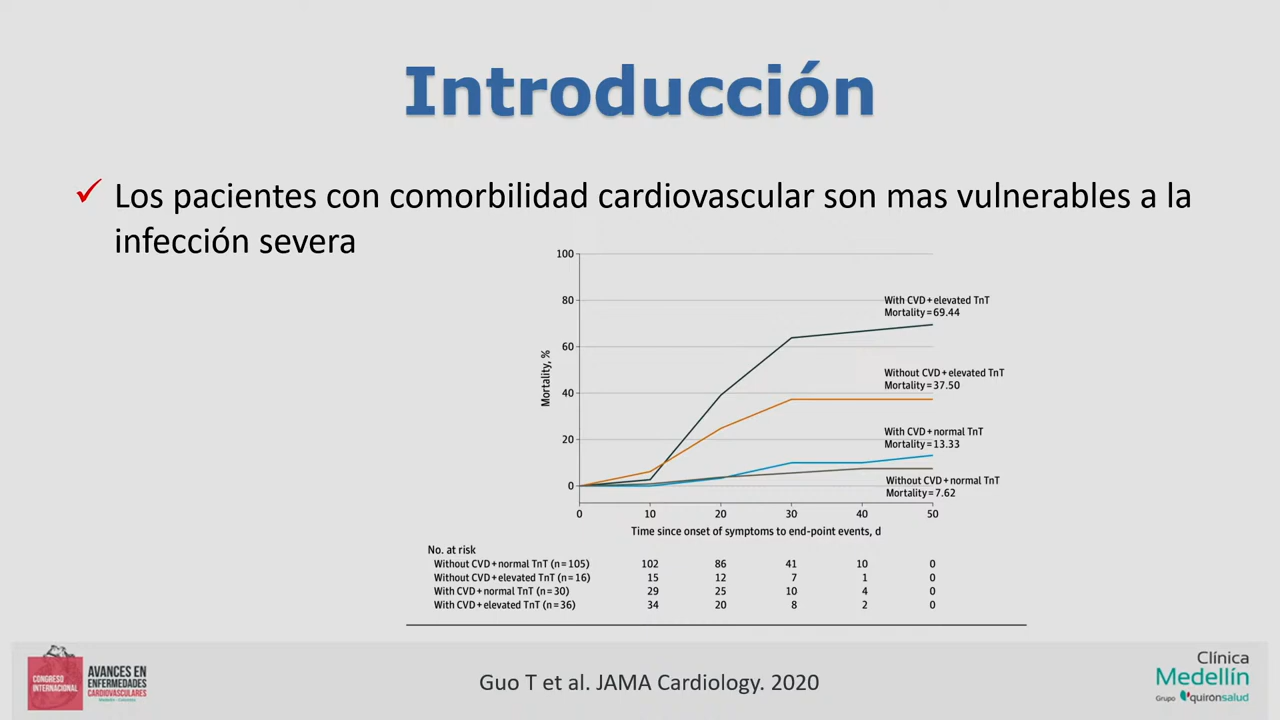 Introducción
✓ Los pacientes con comorbilidad cardiovascular son mas vulnerables a la
infección severa
100
80
60
40
20
0
Mortality, %
With CVD + elevated TnT
Mortality = 69.44
Without CVD + elevated TnT
Mortality = 37.50
With CVD + normal TnT
Mortality = 13.33
Without CVD + normal TnT
Mortality = 7.62
0 10 20 30 40 50
Time since onset of symptoms to end-point events, d
No. at risk
Without CVD + normal TnT (n = 105) 102 86 41 10 0
Without CVD + elevated TnT (n = 16) 15 12 7 1 0
With CVD + normal TnT (n = 30) 29 25 10 4 0
With CVD + elevated TnT (n = 36) 34 20 8 2 0
CONGRESO
INTERNACIONAL
AVANCES EN
ENFERMEDADES
CARDIOVASCULARES
Guo T et al. JAMA Cardiology. 2020
Clínica
Medellín
Grupo quirónsalud